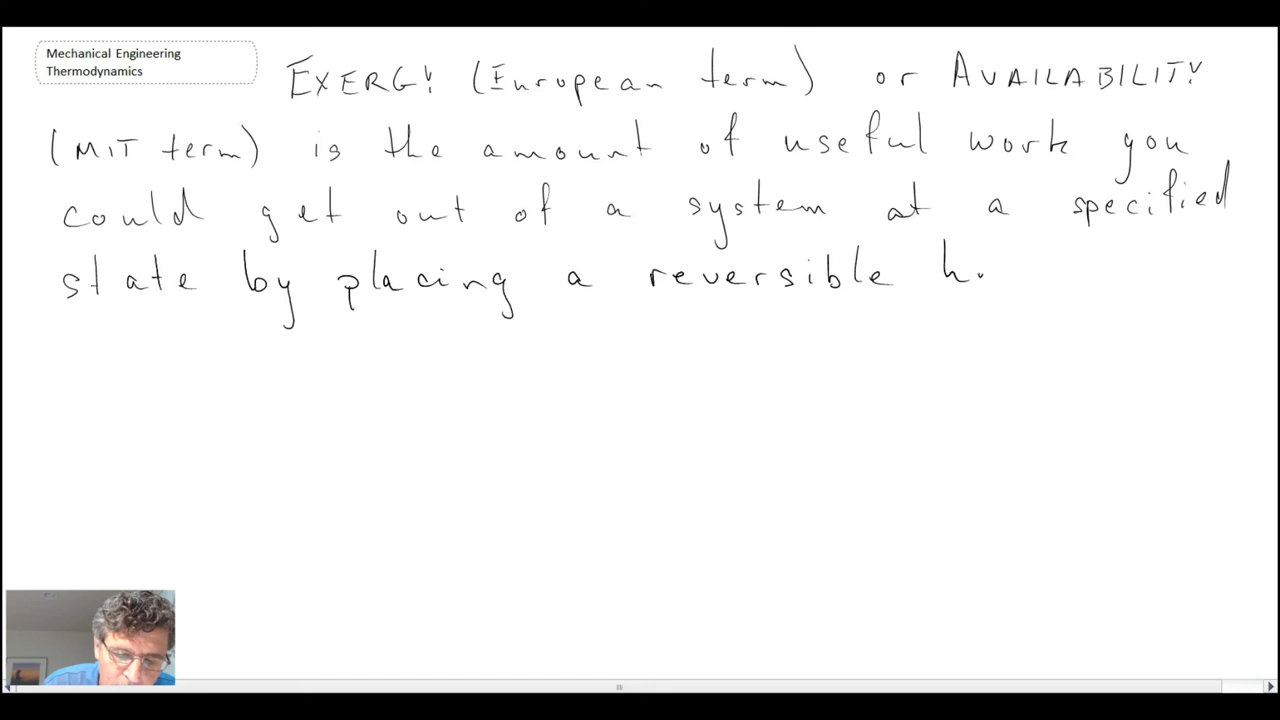 Mechanical Engineering
Thermodynamics
EXERGY (European term) or AVAILABILITY
(MIT term) is the amount of useful work you
could get out of a system at a specified
state by placing a reversible h